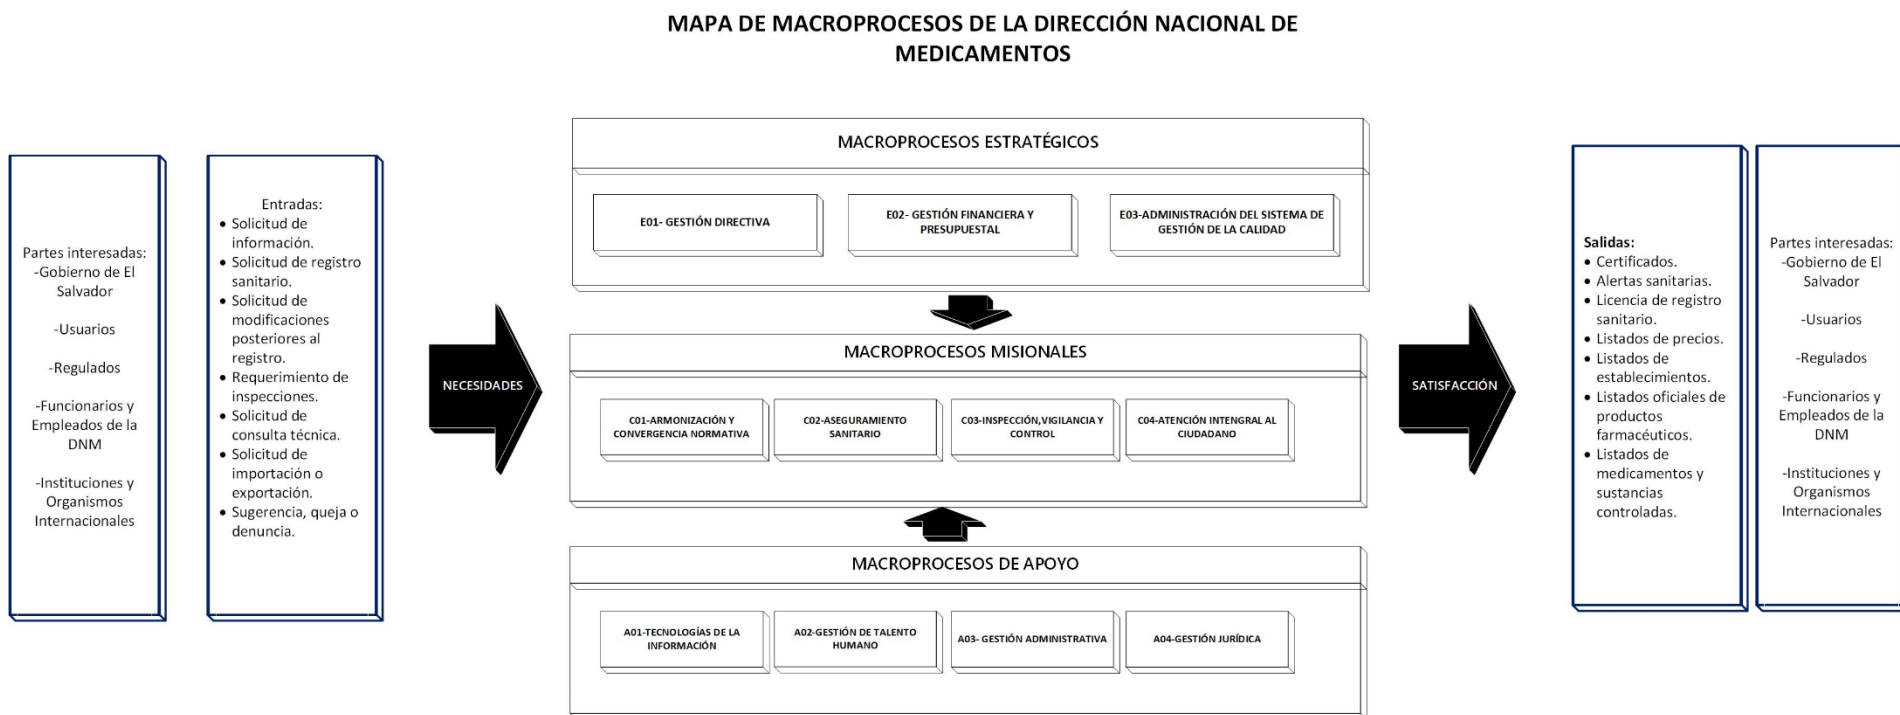 MAPA DE MACROPROCESOS DE LA DIRECCIÓN NACIONAL DE
MEDICAMENTOS
Partes interesadas:
-Gobierno de El
Salvador
-Usuarios
-Regulados
-Funcionarios y
Empleados de la
DNM
-Instituciones y
Organismos
Internacionales
Entradas:
• Solicitud de
información.
• Solicitud de registro
sanitario.
• Solicitud de
modificaciones
posteriores al
registro.
• Requerimiento de
inspecciones.
• Solicitud de
consulta técnica.
• Solicitud de
importación o
exportación.
• Sugerencia, queja o
denuncia.
NECESIDADES
MACROPROCESOS ESTRATÉGICOS
E01- GESTIÓN DIRECTIVA
E02- GESTIÓN FINANCIERA Y
PRESUPUESTAL
E03-ADMINISTRACIÓN DEL SISTEMA DE
GESTIÓN DE LA CALIDAD
MACROPROCESOS MISIONALES
C01-ARMONIZACIÓN Y
CONVERGENCIA NORMATIVA
C02-ASEGURAMIENTO
SANITARIO
C03-INSPECCIÓN,VIGILANCIA Y
CONTROL
C04-ATENCIÓN INTENGRAL AL
CIUDADANO
MACROPROCESOS DE APOYO
A01-TECNOLOGÍAS DE LA
INFORMACIÓN
A02-GESTIÓN DE TALENTO
HUMANO
A03- GESTIÓN ADMINISTRATIVA
A04-GESTIÓN JURÍDICA
SATISFACCIÓN
Salidas:
• Certificados.
• Alertas sanitarias.
• Licencia de registro
sanitario.
• Listados de precios.
• Listados de
establecimientos.
• Listados oficiales de
productos
farmacéuticos.
• Listados de
medicamentos y
sustancias
controladas.
Partes interesadas:
-Gobierno de El
Salvador
-Usuarios
-Regulados
-Funcionarios y
Empleados de la
DNM
-Instituciones y
Organismos
Internacionales